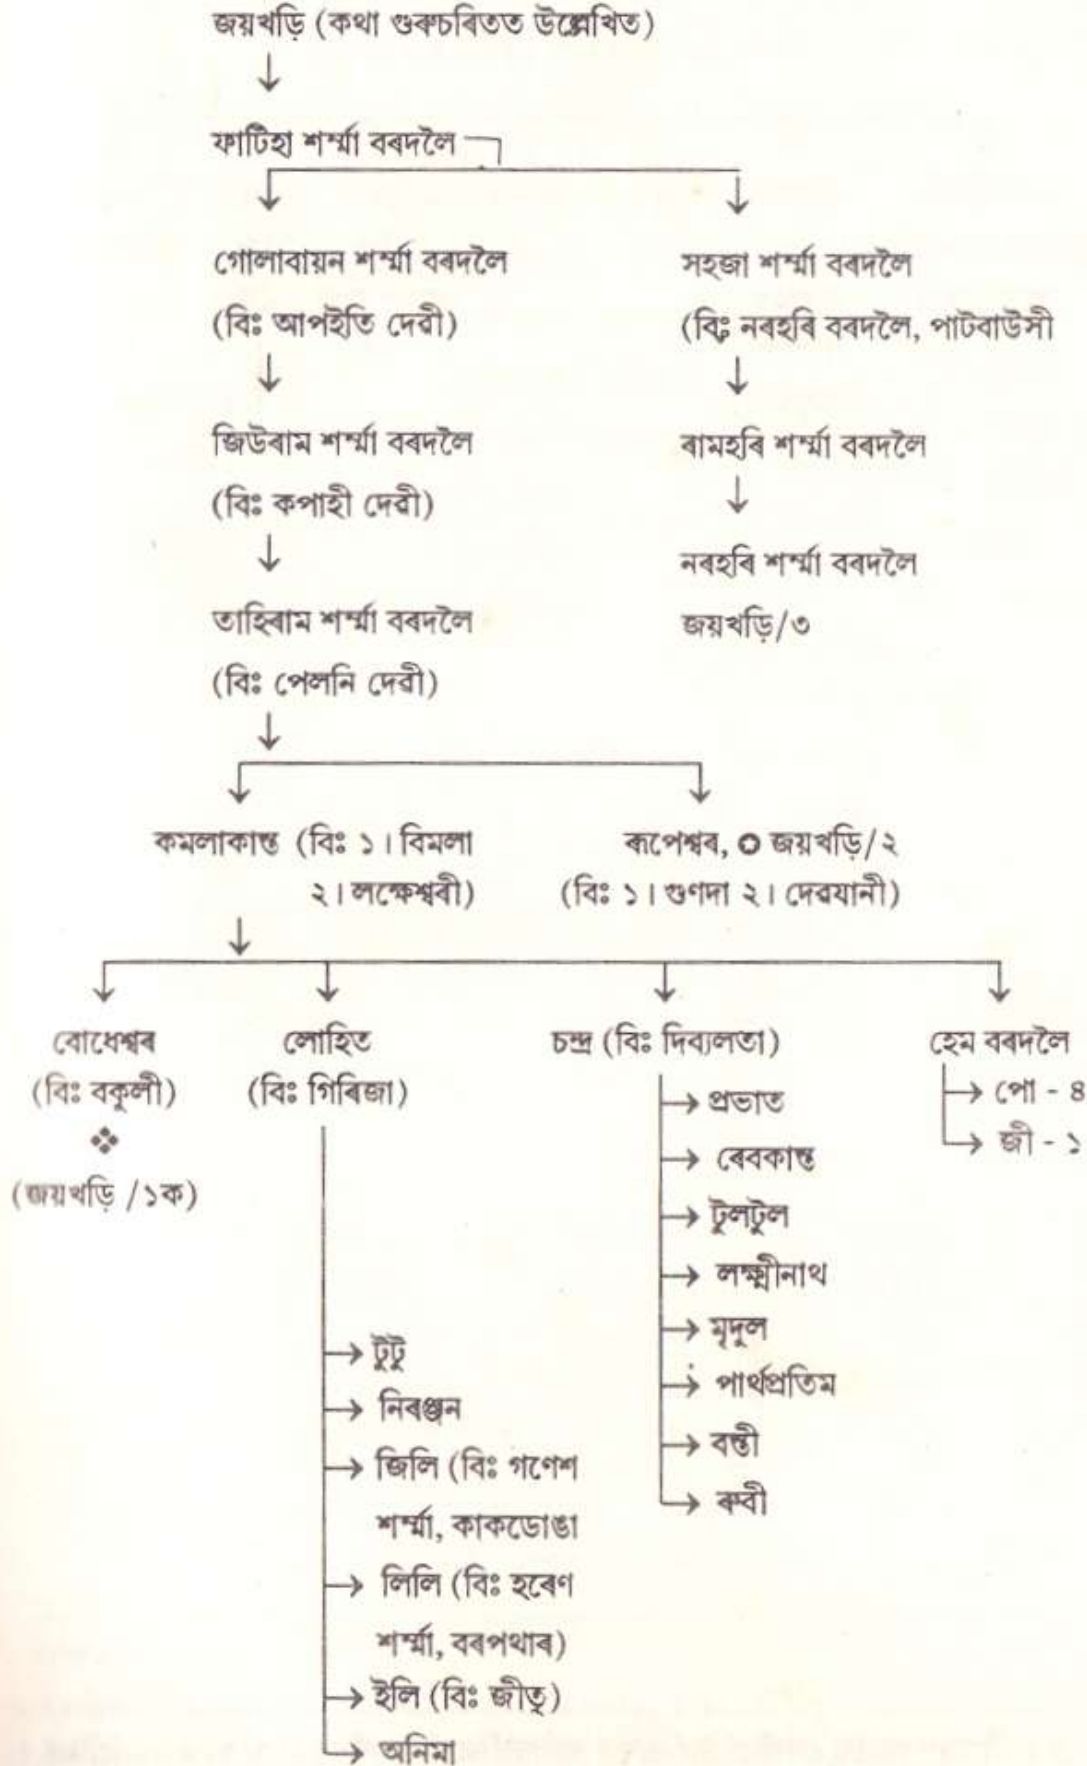 জয়খড়ি (কথা গুৰুচৰিতত উল্লেখিত)
ফাটিহা শৰ্ম্মা বৰদলৈ
গোলাবায়ন শৰ্ম্মা বৰদলৈ
(বিঃ আপইতি দেৱী)
জিউৰাম শৰ্ম্মা বৰদলৈ
(বিঃ কপাহী দেৱী)
তাহিৰাম শৰ্ম্মা বৰদলৈ
(বিঃ পেলনি দেৱী)
সহজা শৰ্ম্মা বৰদলৈ
(বিঃ নৰহৰি বৰদলৈ, পাটবাউসী
ৰামহৰি শৰ্ম্মা বৰদলৈ
নৰহৰি শৰ্ম্মা বৰদলৈ
জয়খড়ি/৩
কমলাকান্ত (বিঃ ১। বিমলা
২। লক্ষেশ্বৰী)
ৰূপেশ্বৰ, ✪ জয়খড়ি/২
(বিঃ ১। গুণদা ২। দেৱযানী)
বোধেশ্বৰ
(বিঃ বকুলী)
❖
(জয়খড়ি /১ক)
লোহিত
(বিঃ গিৰিজা)
টুটু
নিৰঞ্জন
জিলি (বিঃ গণেশ
শৰ্ম্মা, কাকডোঙা
লিলি (বিঃ হৰেণ
শৰ্ম্মা, বৰপথাৰ)
ইলি (বিঃ জীতু)
অনিমা
চন্দ্ৰ (বিঃ দিব্যলতা)
প্ৰভাত
ৰেবকান্ত
টুলটুল
লক্ষ্মীনাথ
মৃদুল
পাৰ্থপ্ৰতিম
বন্তী
ৰুবী
হেম বৰদলৈ
পো - ৪
জী - ১